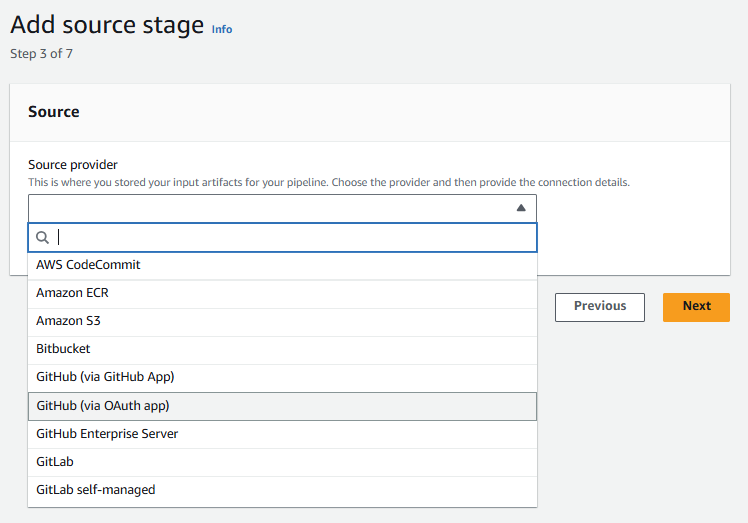 Add source stage Info
Step 3 of 7
Source
Source provider
This is where you stored your input artifacts for your pipeline. Choose the provider and then provide the connection details.
AWS CodeCommit
Amazon ECR
Amazon S3
Bitbucket
GitHub (via GitHub App)
GitHub (via OAuth app)
GitHub Enterprise Server
GitLab
GitLab self-managed
Previous
Next